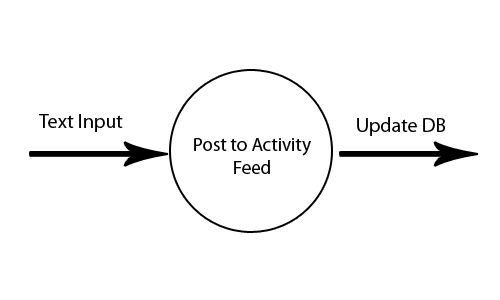 Text Input
Post to Activity
Feed
Update DB